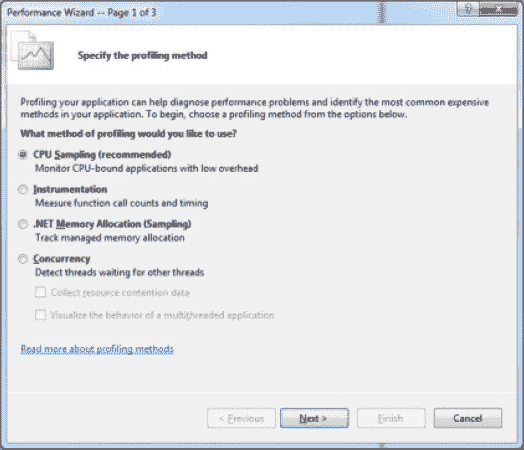 Performance Wizard -- Page 1 of 3
Specify the profiling method
Profiling your application can help diagnose performance problems and identify the most common expensive
methods in your application. To begin, choose a profiling method from the options below.
What method of profiling would you like to use?
CPU Sampling (recommended)
Monitor CPU-bound applications with low overhead
Instrumentation
Measure function call counts and timing
.NET Memory Allocation (Sampling)
Track managed memory allocation
Concurrency
Detect threads waiting for other threads
Collect resource contention data
Visualize the behavior of a multithreaded application
Read more about profiling methods
< Previous Next > Finish Cancel